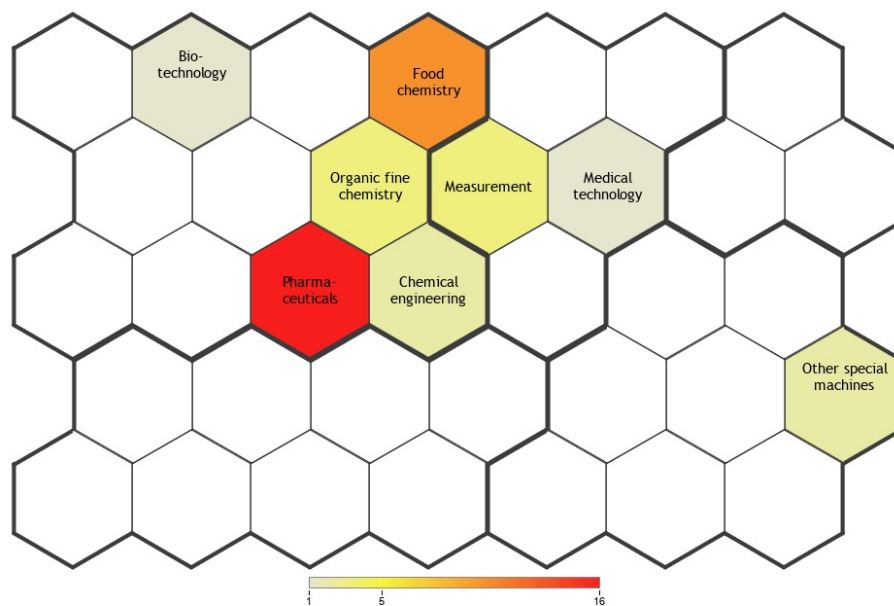 Bio-
technology
Food
chemistry
Organic fine
chemistry
Measurement
Medical
technology
Pharma-
ceuticals
Chemical
engineering
Other special
machines
1
5
16